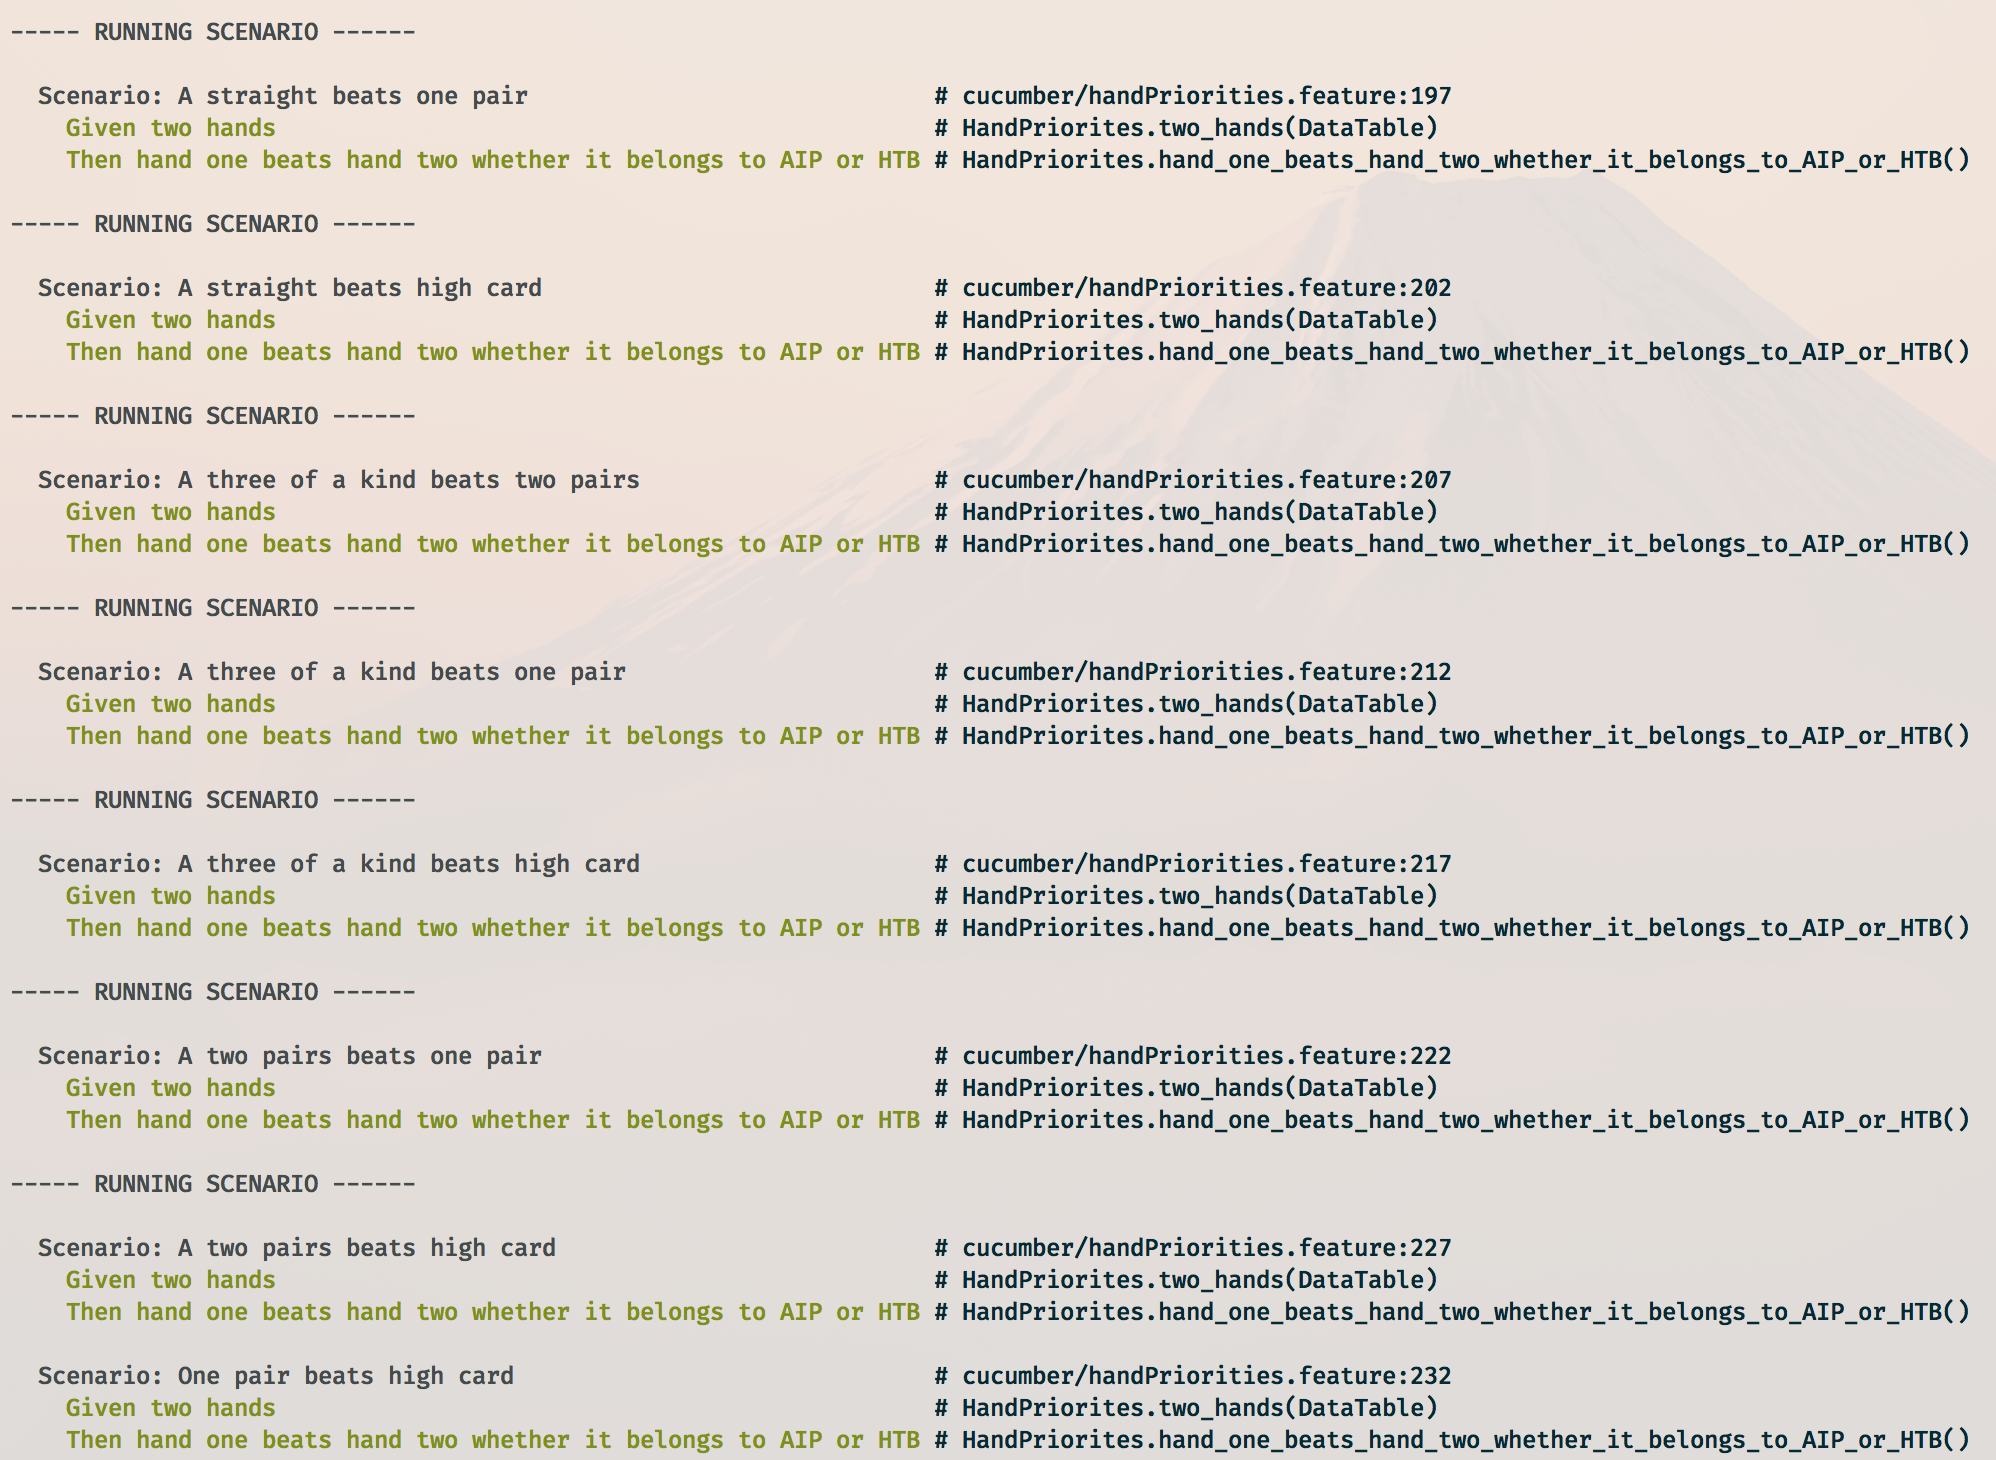 ----- RUNNING SCENARIO ------
Scenario: A straight beats one pair # cucumber/handPriorities.feature:197
Given two hands # HandPriorites.two_hands(DataTable)
Then hand one beats hand two whether it belongs to AIP or HTB # HandPriorites.hand_one_beats_hand_two_whether_it_belongs_to_AIP_or_HTB()
----- RUNNING SCENARIO ------
Scenario: A straight beats high card # cucumber/handPriorities.feature:202
Given two hands # HandPriorites.two_hands(DataTable)
Then hand one beats hand two whether it belongs to AIP or HTB # HandPriorites.hand_one_beats_hand_two_whether_it_belongs_to_AIP_or_HTB()
----- RUNNING SCENARIO ------
Scenario: A three of a kind beats two pairs # cucumber/handPriorities.feature:207
Given two hands # HandPriorites.two_hands(DataTable)
Then hand one beats hand two whether it belongs to AIP or HTB # HandPriorites.hand_one_beats_hand_two_whether_it_belongs_to_AIP_or_HTB()
----- RUNNING SCENARIO ------
Scenario: A three of a kind beats one pair # cucumber/handPriorities.feature:212
Given two hands # HandPriorites.two_hands(DataTable)
Then hand one beats hand two whether it belongs to AIP or HTB # HandPriorites.hand_one_beats_hand_two_whether_it_belongs_to_AIP_or_HTB()
----- RUNNING SCENARIO ------
Scenario: A three of a kind beats high card # cucumber/handPriorities.feature:217
Given two hands # HandPriorites.two_hands(DataTable)
Then hand one beats hand two whether it belongs to AIP or HTB # HandPriorites.hand_one_beats_hand_two_whether_it_belongs_to_AIP_or_HTB()
----- RUNNING SCENARIO ------
Scenario: A two pairs beats one pair # cucumber/handPriorities.feature:222
Given two hands # HandPriorites.two_hands(DataTable)
Then hand one beats hand two whether it belongs to AIP or HTB # HandPriorites.hand_one_beats_hand_two_whether_it_belongs_to_AIP_or_HTB()
----- RUNNING SCENARIO ------
Scenario: A two pairs beats high card # cucumber/handPriorities.feature:227
Given two hands # HandPriorites.two_hands(DataTable)
Then hand one beats hand two whether it belongs to AIP or HTB # HandPriorites.hand_one_beats_hand_two_whether_it_belongs_to_AIP_or_HTB()
Scenario: One pair beats high card # cucumber/handPriorities.feature:232
Given two hands # HandPriorites.two_hands(DataTable)
Then hand one beats hand two whether it belongs to AIP or HTB # HandPriorites.hand_one_beats_hand_two_whether_it_belongs_to_AIP_or_HTB()